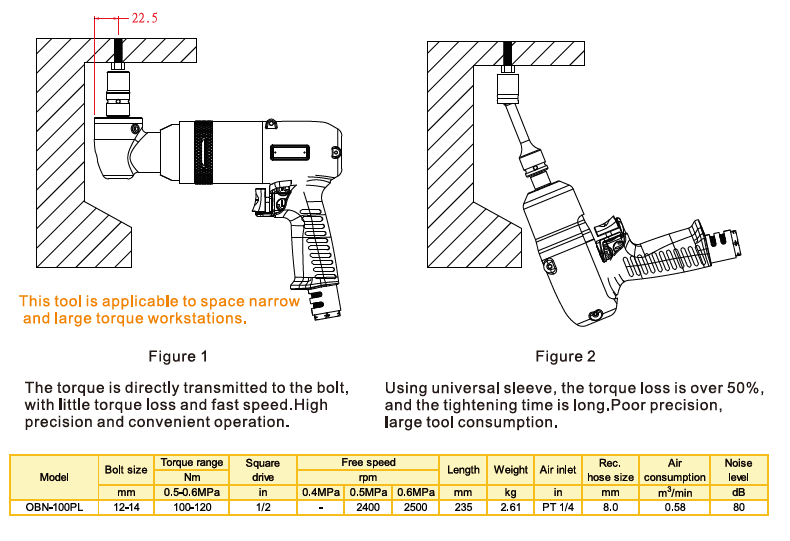 22.5
This tool is applicable to space narrow
and large torque workstations.
Figure 1
Figure 2
The torque is directly transmitted to the bolt,
with little torque loss and fast speed.High
precision and convenient operation.
Using universal sleeve, the torque loss is over 50%,
and the tightening time is long.Poor precision,
large tool consumption.
Model Bolt size Torque range Square drive Free speed Length Weight Air inlet Rec. hose size Air consumption Noise level
Nm rpm
mm 0.5-0.6MPa in 0.4MPa 0.5MPa 0.6MPa mm kg in mm m³/min dB
OBN-100PL 12-14 100-120 1/2 - 2400 2500 235 2.61 PT 1/4 8.0 0.58 80